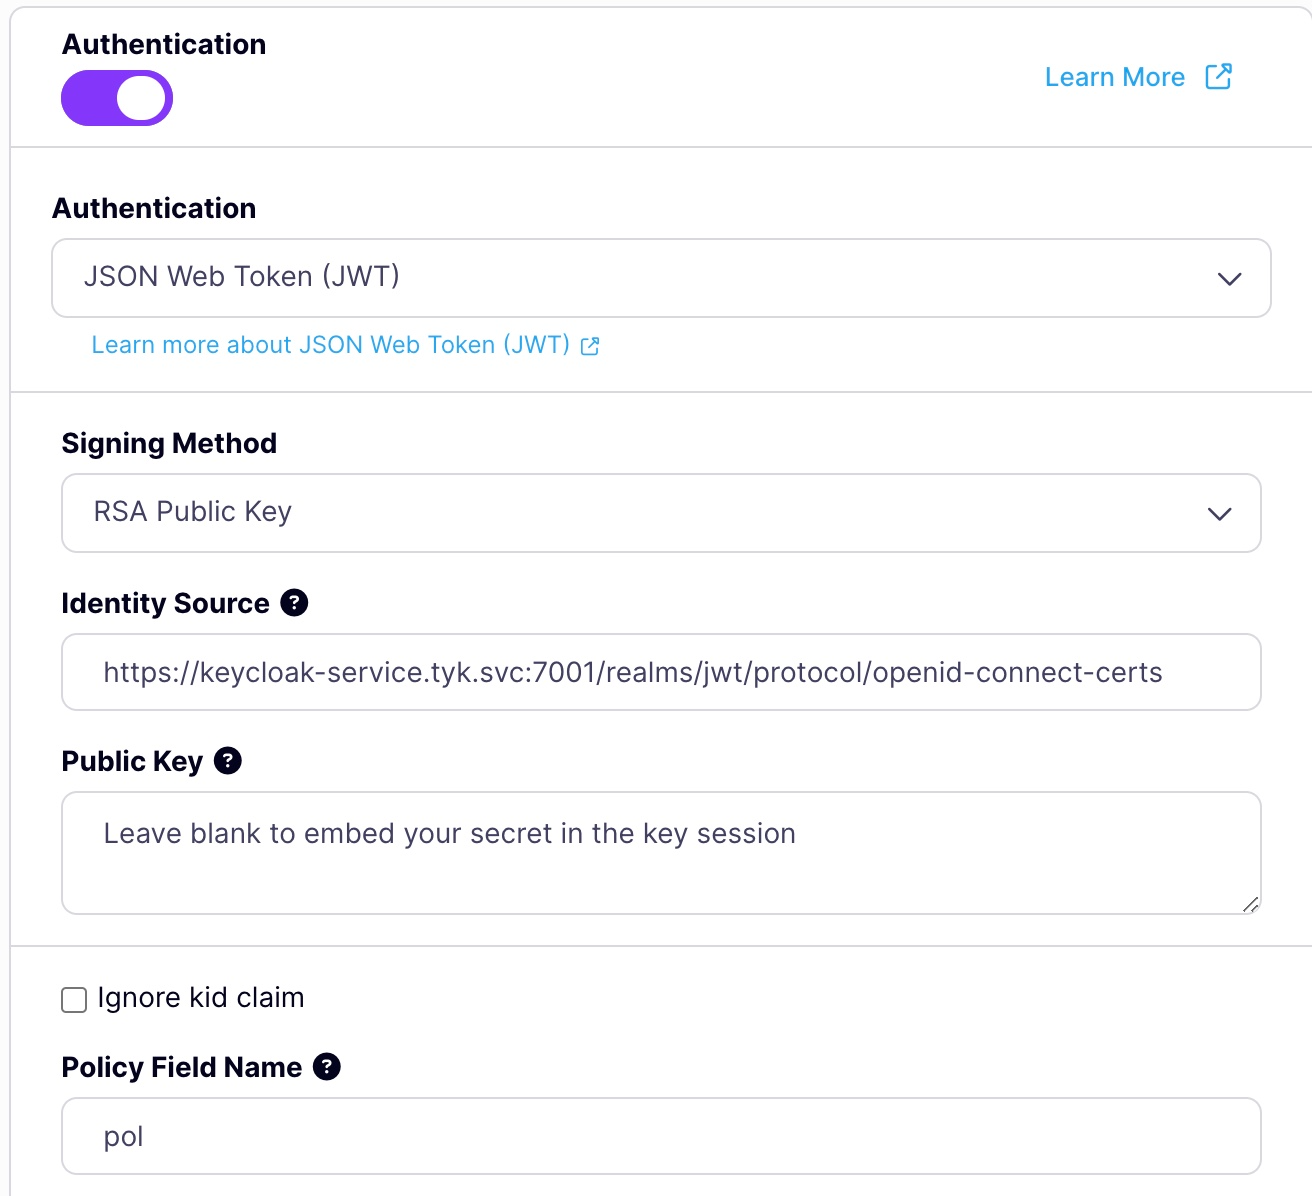 Authentication
Learn More
Authentication
JSON Web Token (JWT)
Learn more about JSON Web Token (JWT)
Signing Method
RSA Public Key
Identity Source ?
https://keycloak-service.tyk.svc:7001/realms/jwt/protocol/openid-connect-certs
Public Key ?
Leave blank to embed your secret in the key session
Ignore kid claim
Policy Field Name ?
pol